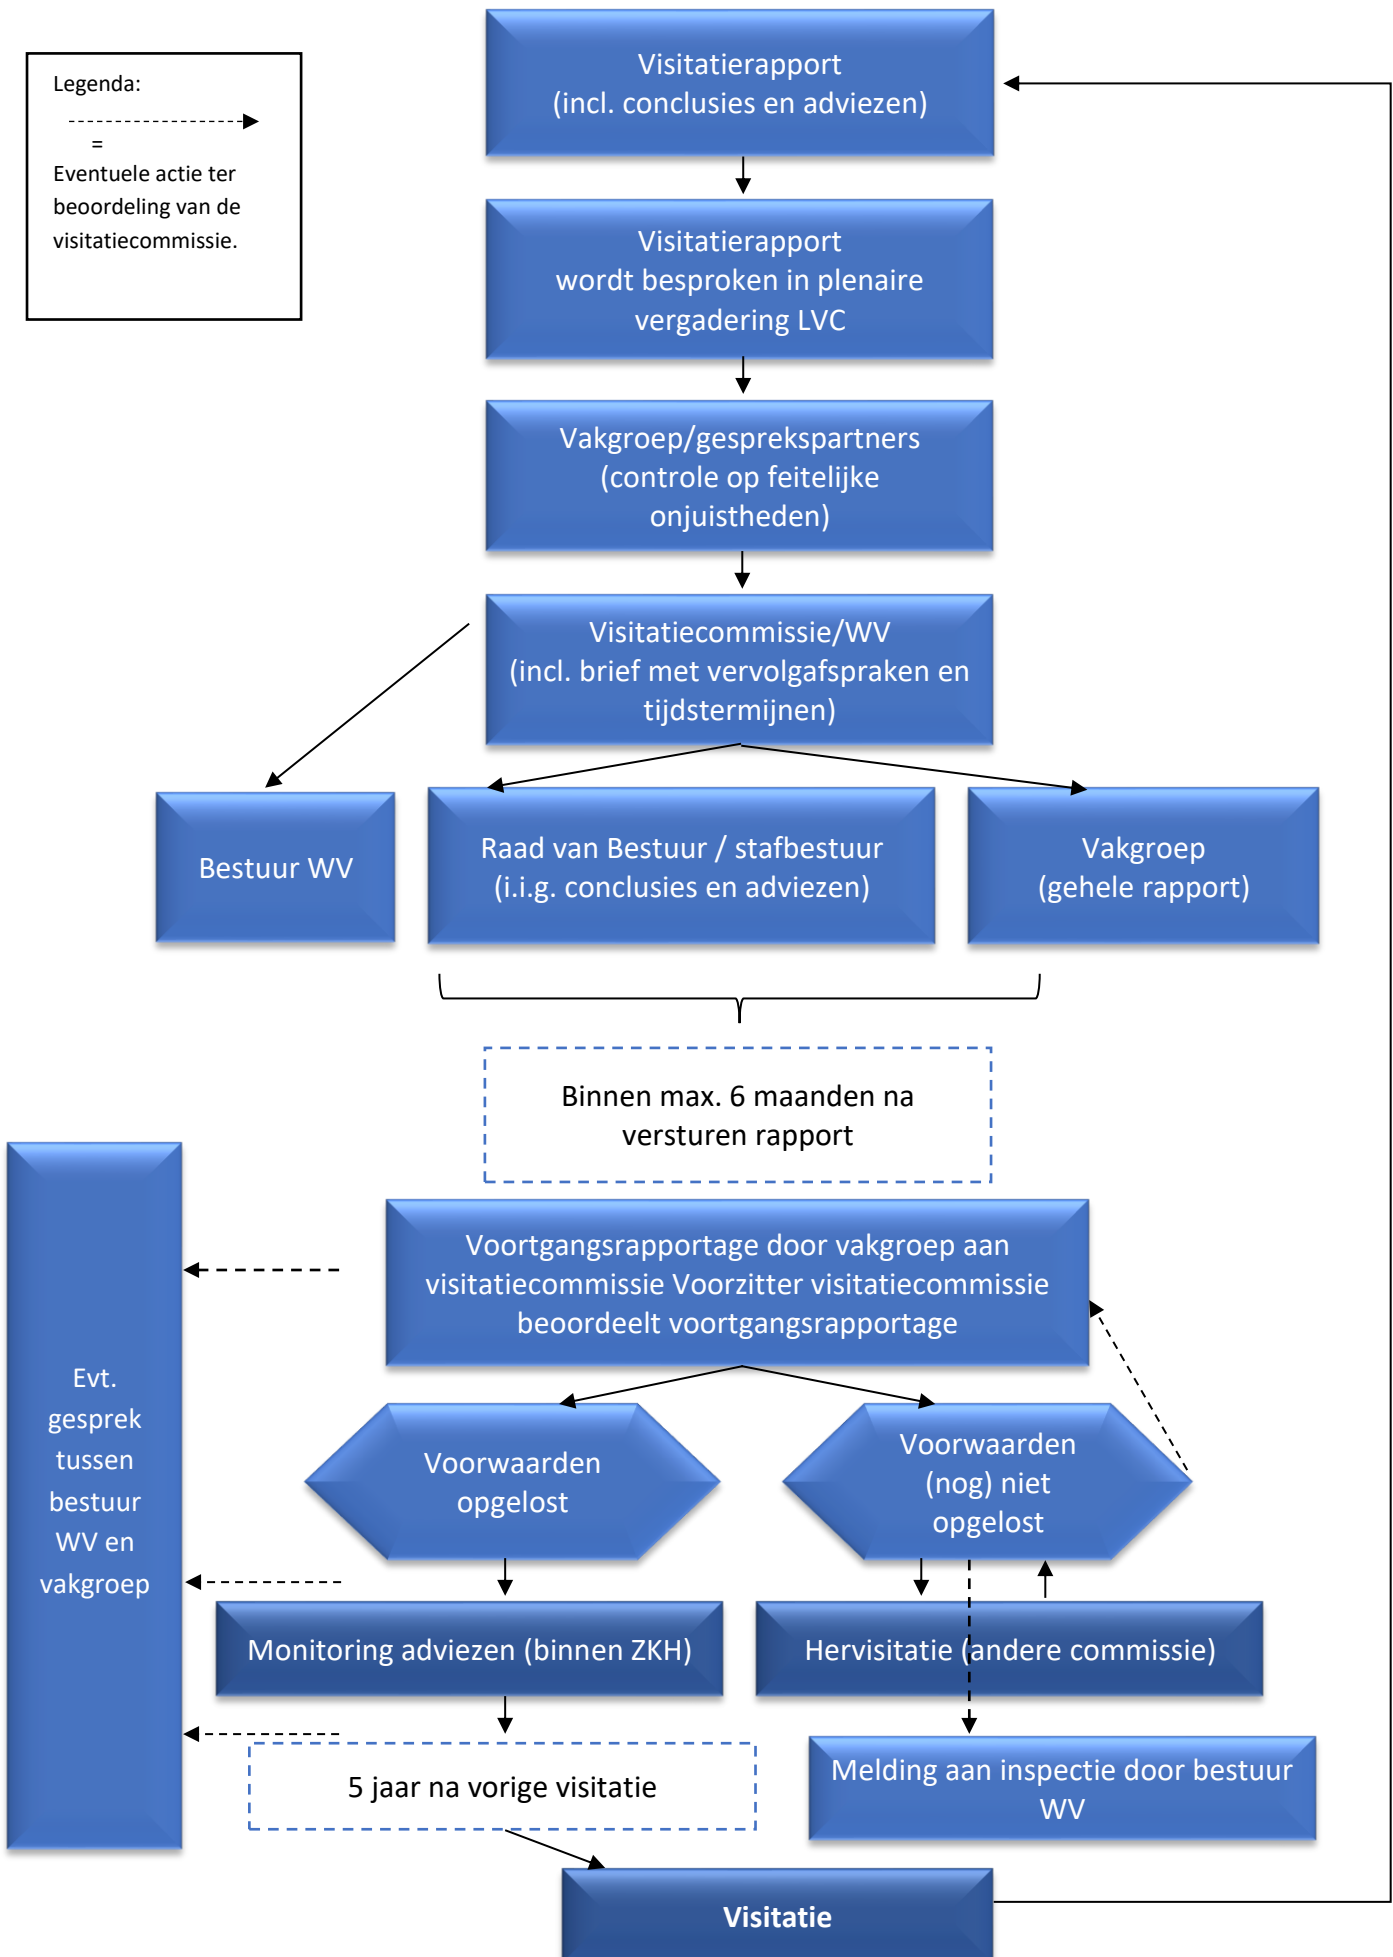 Legenda:
=
Eventuele actie ter
beoordeling van de
visitatiecommissie.
Visitatierapport
(incl. conclusies en adviezen)
Visitatierapport
wordt besproken in plenaire
vergadering LVC
Vakgroep/gesprekspartners
(controle op feitelijke
onjuistheden)
Visitatiecommissie/WV
(incl. brief met vervolgafspraken en
tijdstermijnen)
Bestuur WV
Raad van Bestuur / stafbestuur
(i.i.g. conclusies en adviezen)
Vakgroep
(gehele rapport)
Binnen max. 6 maanden na
versturen rapport
Voortgangsrapportage door vakgroep aan
visitatiecommissie Voorzitter visitatiecommissie
beoordeelt voortgangsrapportage
Evt.
gesprek
tussen
bestuur
WV en
vakgroep
Voorwaarden
opgelost
Voorwaarden
(nog) niet
opgelost
Monitoring adviezen (binnen ZKH)
Hervisitatie (andere commissie)
5 jaar na vorige visitatie
Melding aan inspectie door bestuur
WV
Visitatie